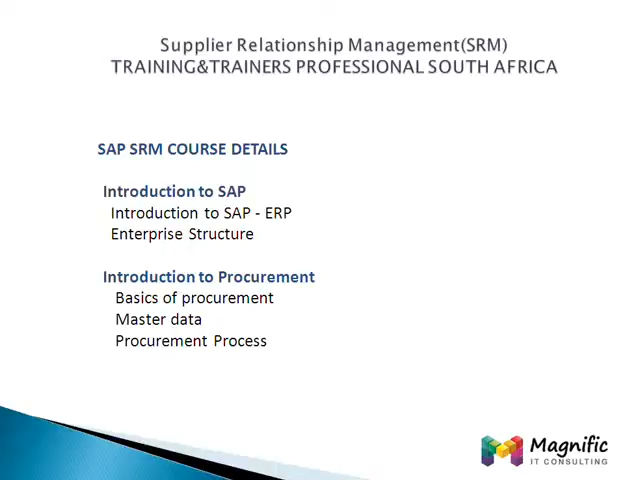 Supplier Relationship Management(SRM)
TRAINING&TRAINERS PROFESSIONAL SOUTH AFRICA
SAP SRM COURSE DETAILS
Introduction to SAP
Introduction to SAP - ERP
Enterprise Structure
Introduction to Procurement
Basics of procurement
Master data
Procurement Process
Magnific
IT CONSULTING